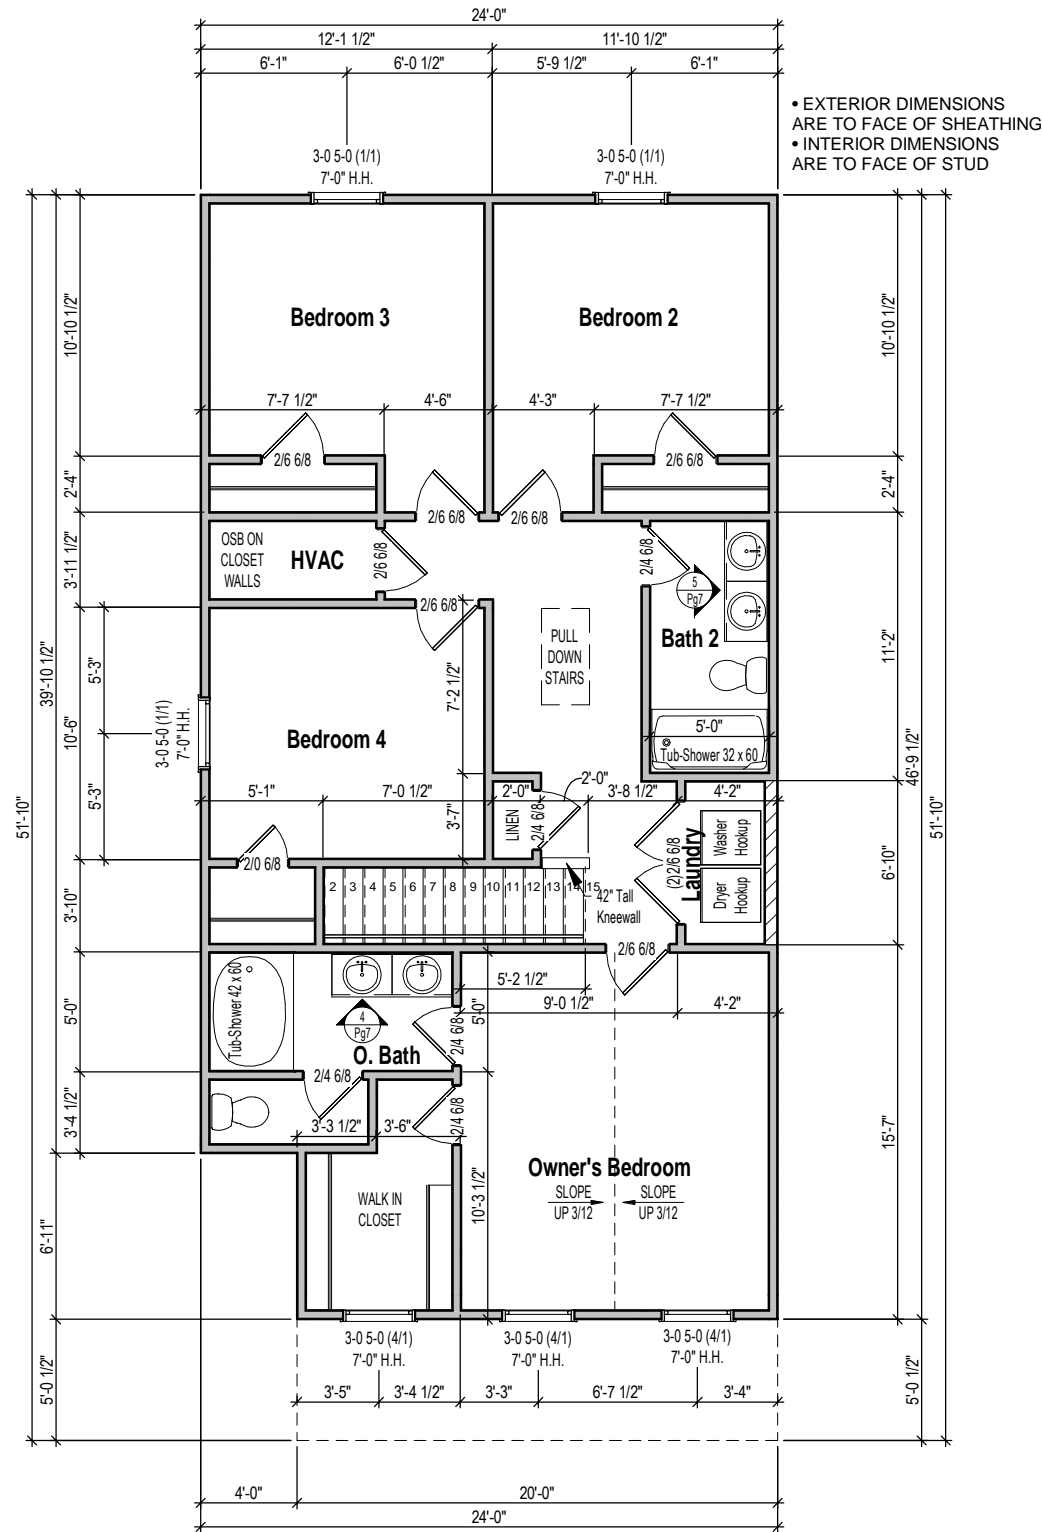 24'-0"
12'-1 1/2"
11'-10 1/2"
6'-1"
6'-0 1/2"
5'-9 1/2"
6'-1"
• EXTERIOR DIMENSIONS
ARE TO FACE OF SHEATHING
• INTERIOR DIMENSIONS
ARE TO FACE OF STUD
3-0 5-0 (1/1)
7'-0" H.H.
3-0 5-0 (1/1)
7'-0" H.H.
10'-10 1/2"
10'-10 1/2"
Bedroom 3
Bedroom 2
7'-7 1/2"
4'-6"
4'-3"
7'-7 1/2"
2/6 6/8
2/6 6/8
2'-4"
2'-4"
2/6 6/8
2/6 6/8
OSB ON
CLOSET
WALLS
HVAC
2/6 6/8
2/4 6/8
3'-11 1/2"
5
Pg7
2/6 6/8
PULL
DOWN
STAIRS
Bath 2
11'-2"
39'-10 1/2"
5'-3"
7'-2 1/2"
10'-6"
3-0 5-0 (1/1)
7'-0" H.H.
Bedroom 4
5'-0"
Tub-Shower 32 x 60
46'-9 1/2"
51'-10"
51'-10"
5'-3"
5'-1"
7'-0 1/2"
2'-0"
2'-0"
3'-8 1/2"
4'-2"
3'-7"
LINEN
2/4 6/8
(2)2/6 6/8
Laundry
Washer
Hookup
Dryer
Hookup
6'-10"
2/0 6/8
2 3 4 5 6 7 8 9 10 11 12 13 14 15
42" Tall
Kneewall
3'-10"
2/6 6/8
5'-2 1/2"
9'-0 1/2"
4'-2"
5'-0"
5'-0"
Tub-Shower 42 x 60
4
Pg7
O. Bath
2/4 6/8
2/4 6/8
2/4 6/8
3'-4 1/2"
3'-3 1/2"
3'-6"
15'-7"
Owner's Bedroom
SLOPE
UP 3/12
SLOPE
UP 3/12
WALK IN
CLOSET
10'-3 1/2"
6'-11"
3-0 5-0 (4/1)
7'-0" H.H.
3-0 5-0 (4/1)
7'-0" H.H.
3-0 5-0 (4/1)
7'-0" H.H.
5'-0 1/2"
5'-0 1/2"
3'-5"
3'-4 1/2"
3'-3"
6'-7 1/2"
3'-4"
4'-0"
20'-0"
24'-0"